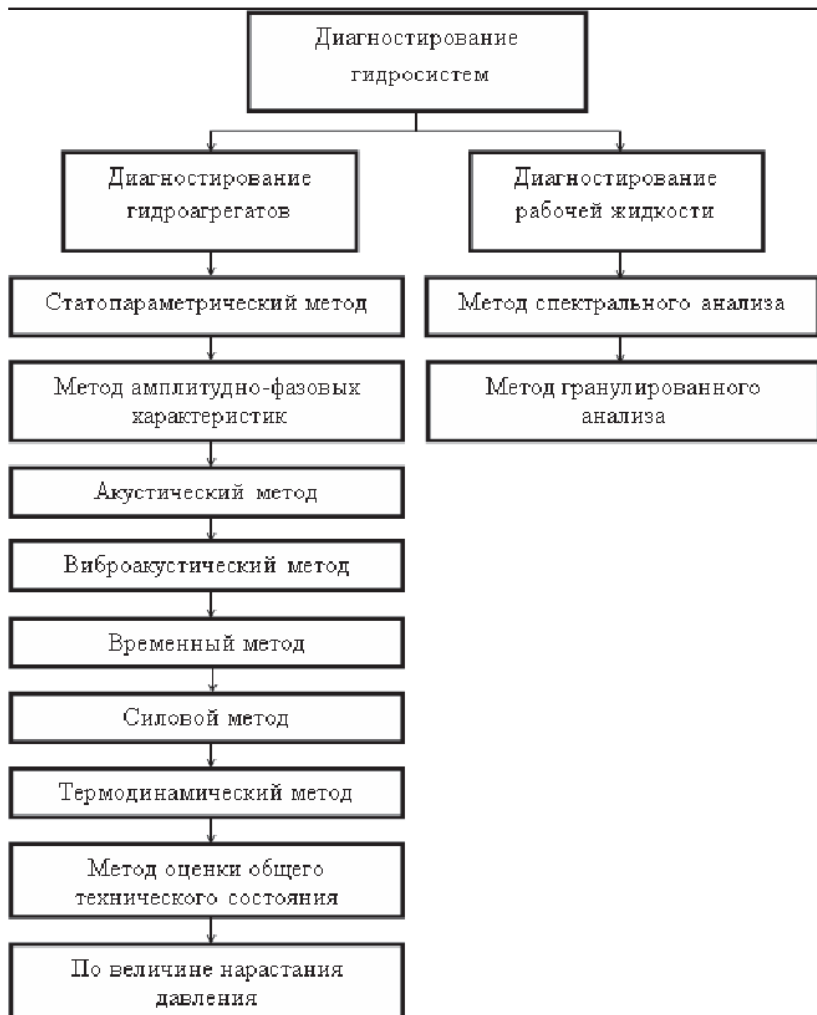 Диагностирование
гидросистем
Диагностирование
гидроагрегатов
Диагностирование
рабочей жидкости
Статопараметрический метод
Метод спектрального анализа
Метод амплитудно-фазовых
характеристик
Метод гранулированного
анализа
Акустический метод
Виброакустический метод
Временный метод
Силовой метод
Термодинамический метод
Метод оценки общего
технического состояния
По величине нарастания
давления